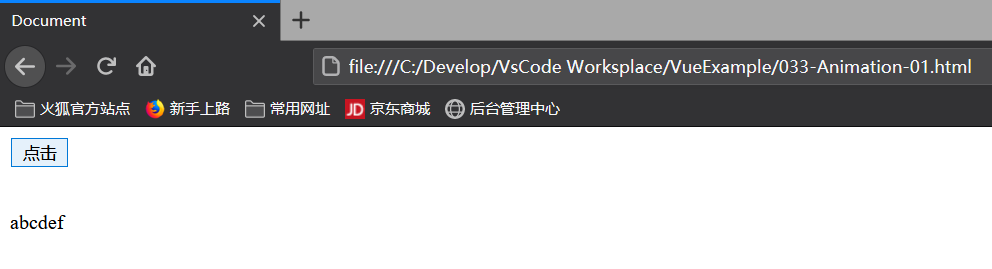 Document
file:///C:/Develop/VsCode Worksplace/VueExample/033-Animation-01.html
火狐官方站点 新手上路 常用网址 JD 京东商城 后台管理中心
点击
abcdef